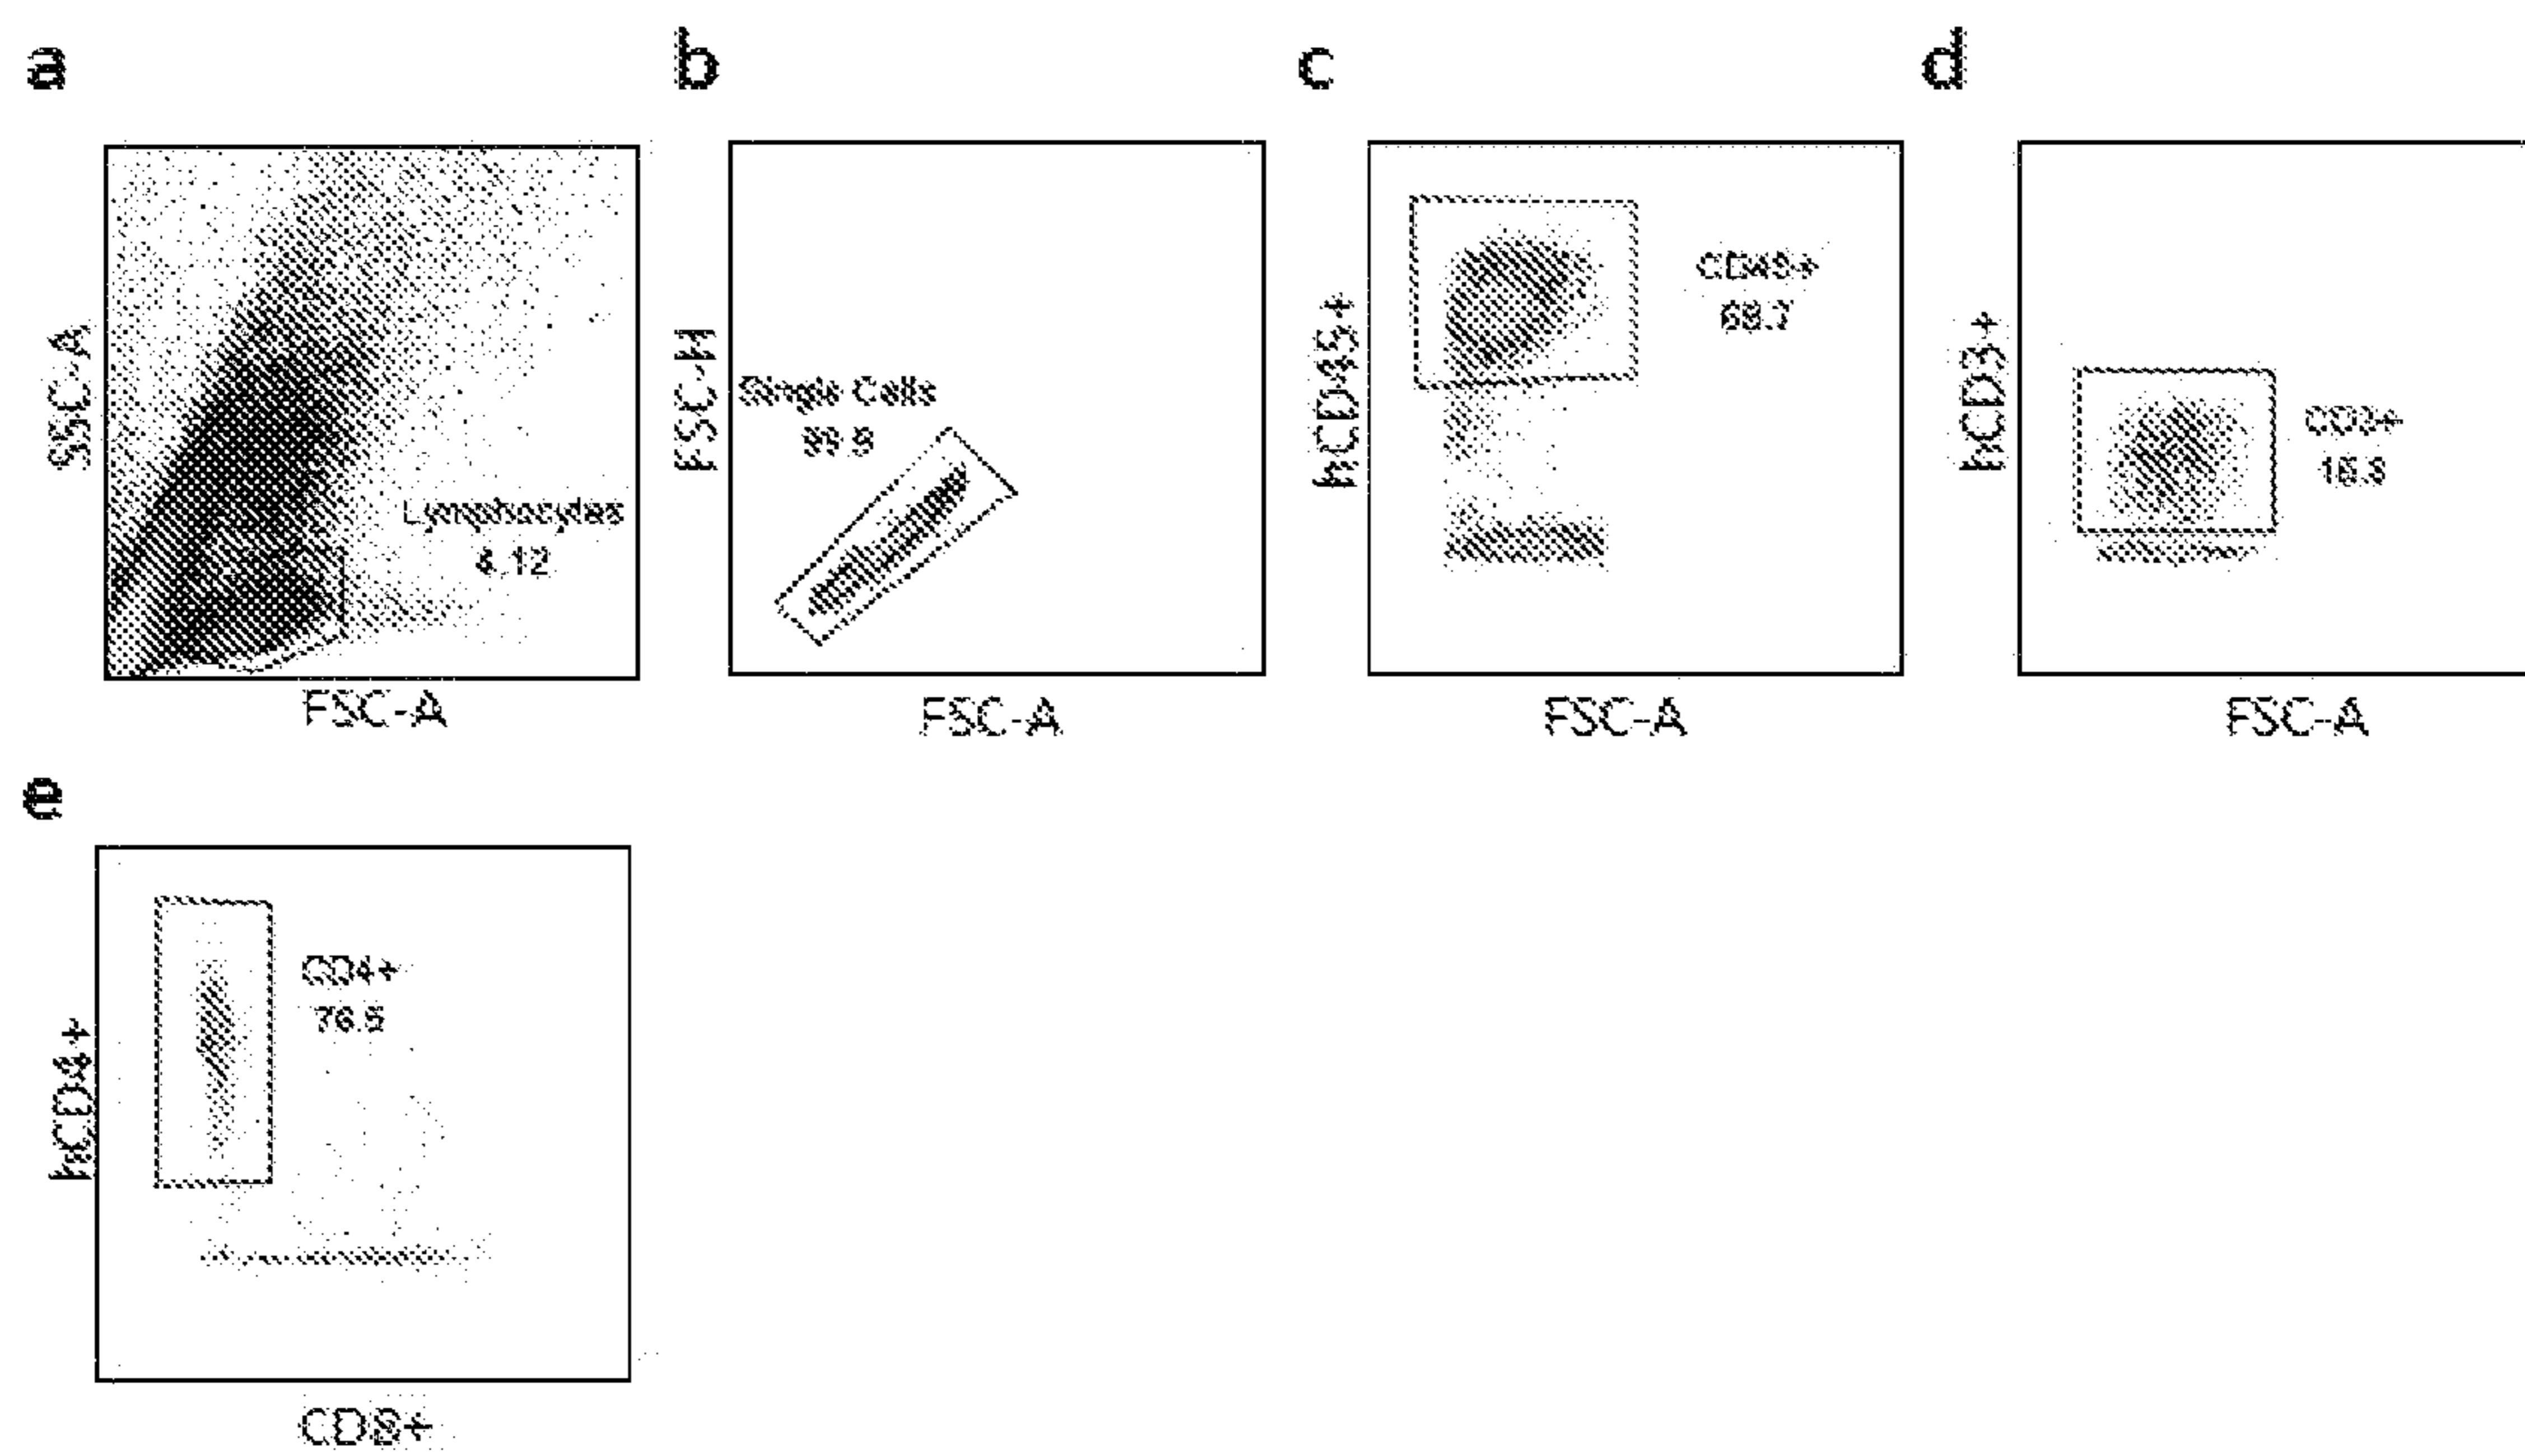 a
b
c
d
SSC-A
Lymphocytes
4.12
FSC-A
FSC-H
Single Cells
FSC-A
hCD45+
CD45+
68.7
FSC-A
hCD3+
CD3+
FSC-A
e
hCD4+
CD4+
76.5
CD8+